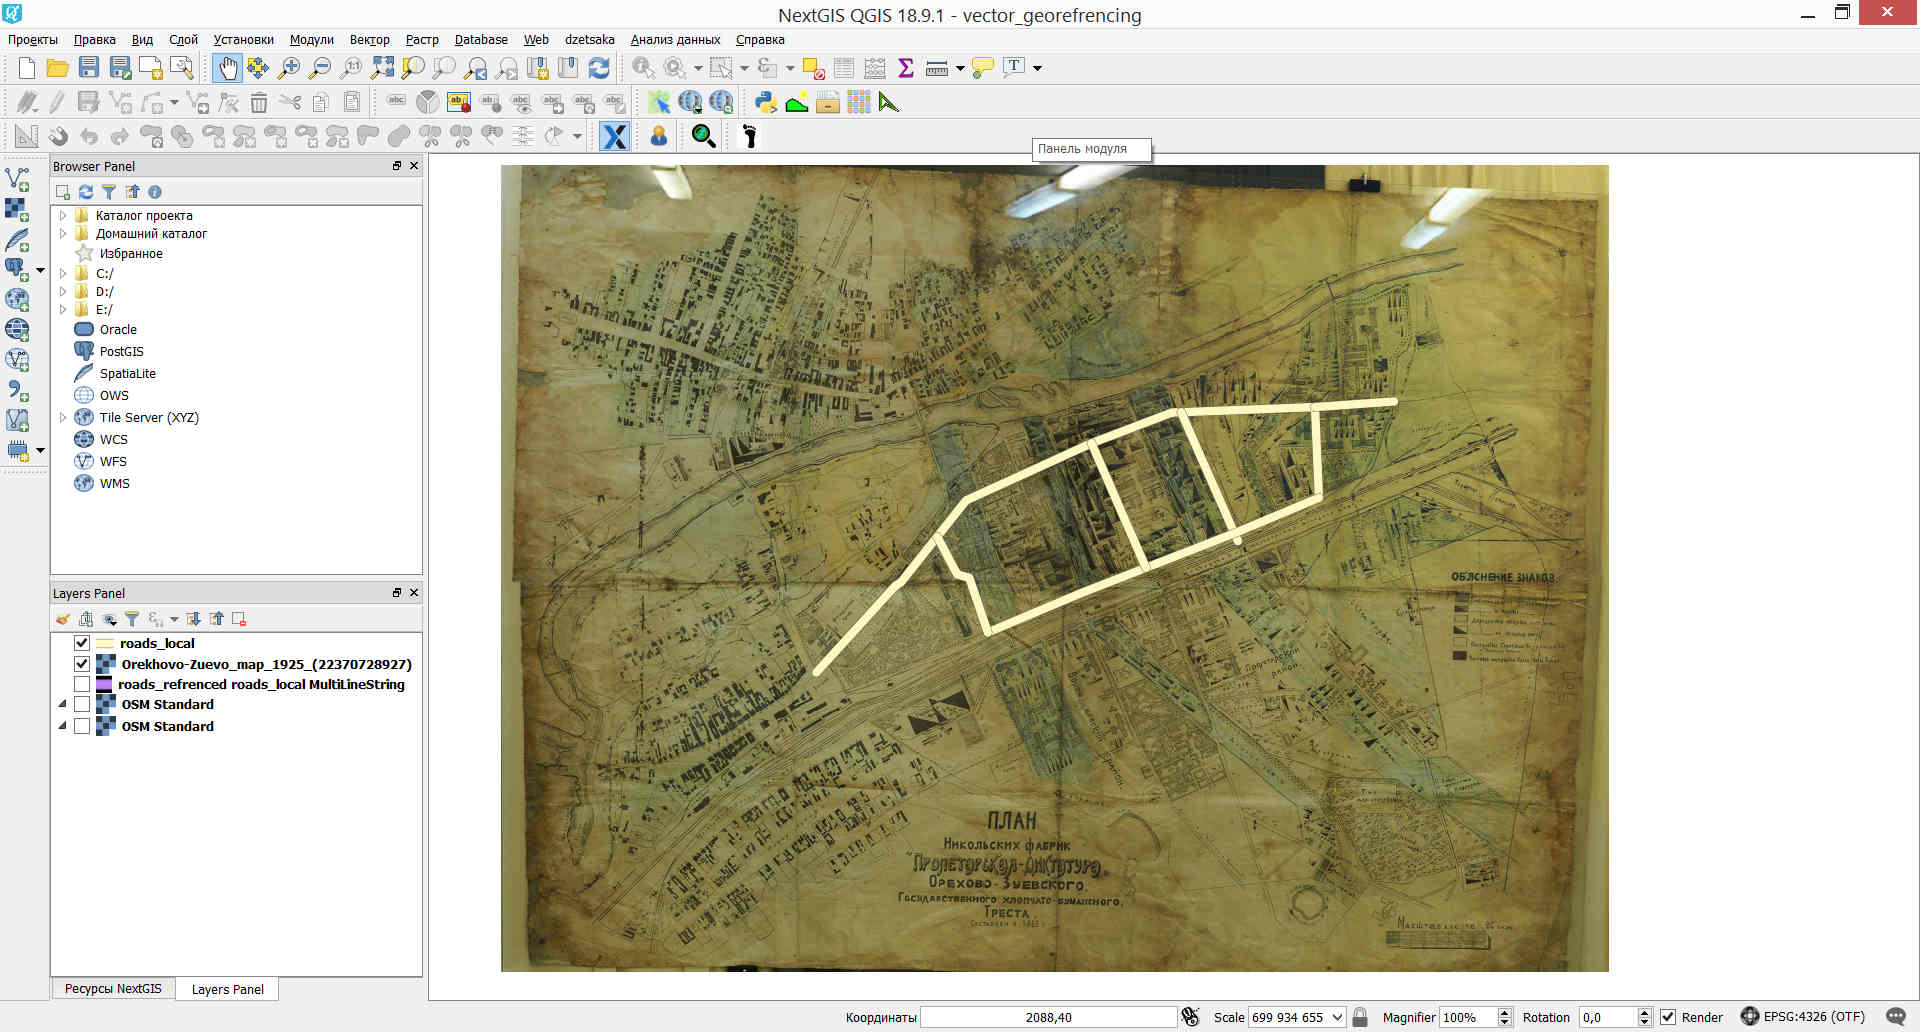 NextGIS QGIS 18.9.1 - vector_georefrencing
Проекты Правка Вид Слой Установки Модули Вектор Растр Database Web dzetsaka Анализ данных Справка
Панель модуля
Browser Panel
Каталог проекта
Домашний каталог
Избранное
C:/
D:/
E:/
Oracle
PostGIS
SpatiaLite
OWS
Tile Server (XYZ)
WCS
WFS
WMS
Layers Panel
roads_local
Orekhovo-Zuevo_map_1925_(22370728927)
roads_refrenced roads_local MultiLineString
OSM Standard
OSM Standard
Ресурсы NextGIS Layers Panel
ПЛАН
Никольских фабрик
"Пролетарская-диктатура"
Орехово-Зуевского
Государственного хлопчато-бумажного
Треста.
Координаты 2088,40 Scale 699 934 655 Magnifier 100% Rotation 0,0 Render EPSG:4326 (OTF)